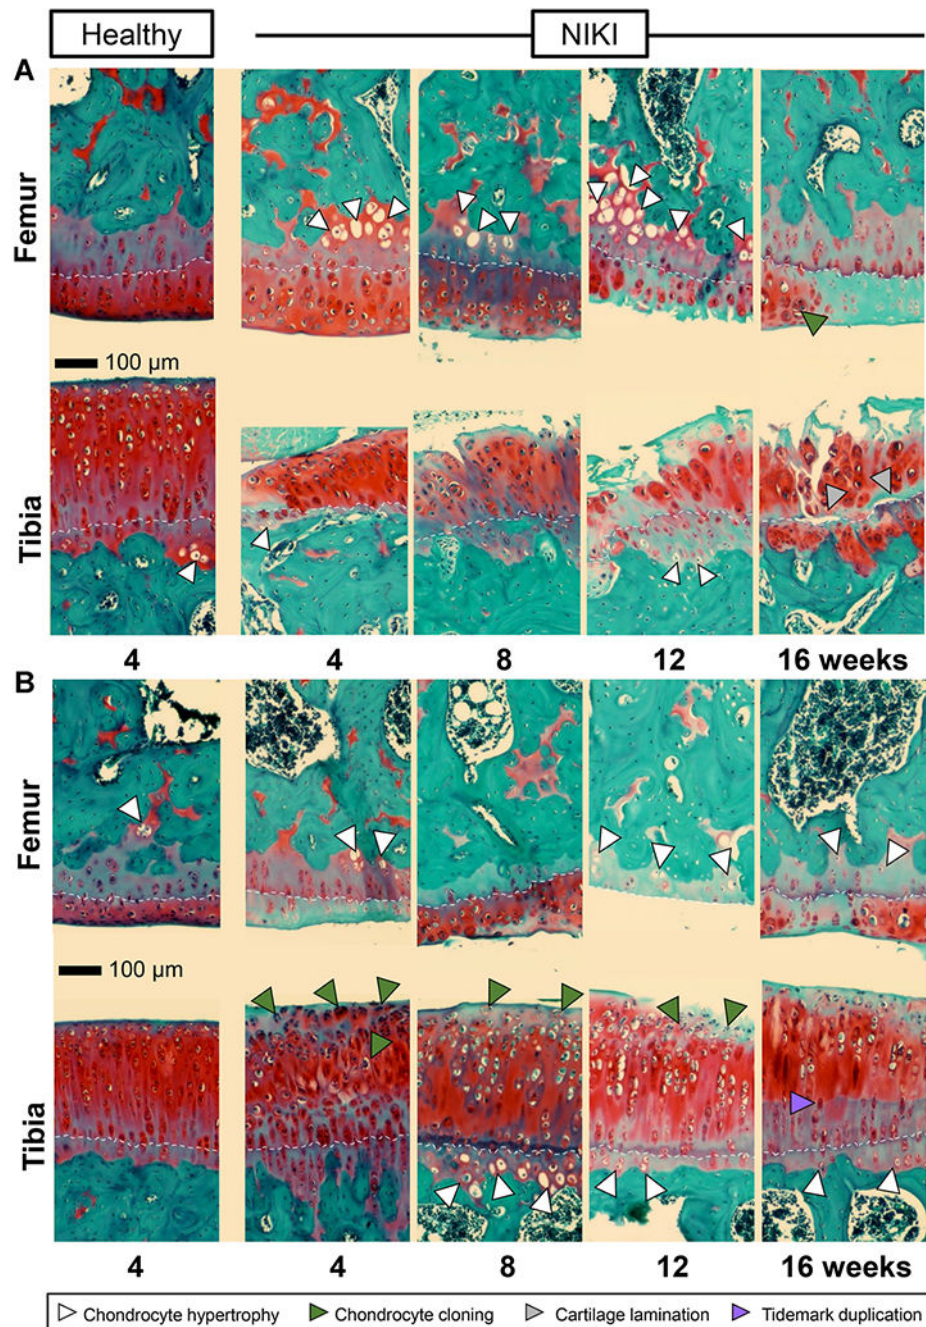 Healthy NIKI
A
Femur
100 µm
Tibia
4 4 8 12 16 weeks
B
Femur
100 µm
Tibia
4 4 8 12 16 weeks
Chondrocyte hypertrophy Chondrocyte cloning Cartilage lamination Tidemark duplication